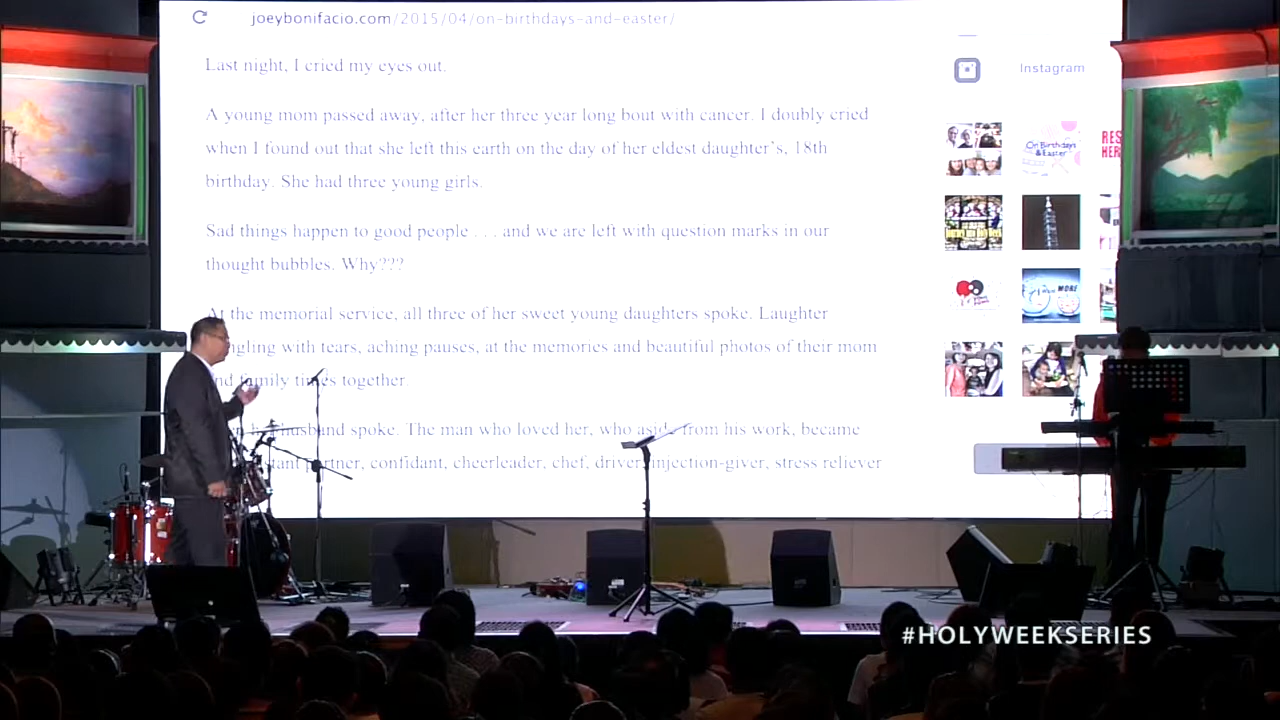 joeybonifacio.com/2015/04/on-birthdays-and-easter/
Last night, I cried my eyes out.
Instagram
A young mom passed away, after her three year long bout with cancer. I doubly cried
when I found out that she left this earth on the day of her eldest daughter's, 18th
birthday. She had three young girls.
On Birthdays
& Easter
RES
HER
Sad things happen to good people . . . and we are left with question marks in our
thought bubbles. Why???
At the memorial service, all three of her sweet young daughters spoke. Laughter
MORE
with tears, aching pauses, at the memories and beautiful photos of their mom
and family times together.
husband spoke. The man who loved her, who aside from his work, became
partner, confidant, cheerleader, chef, driver, injection-giver, stress reliever
#HOLYWEEKSERIES